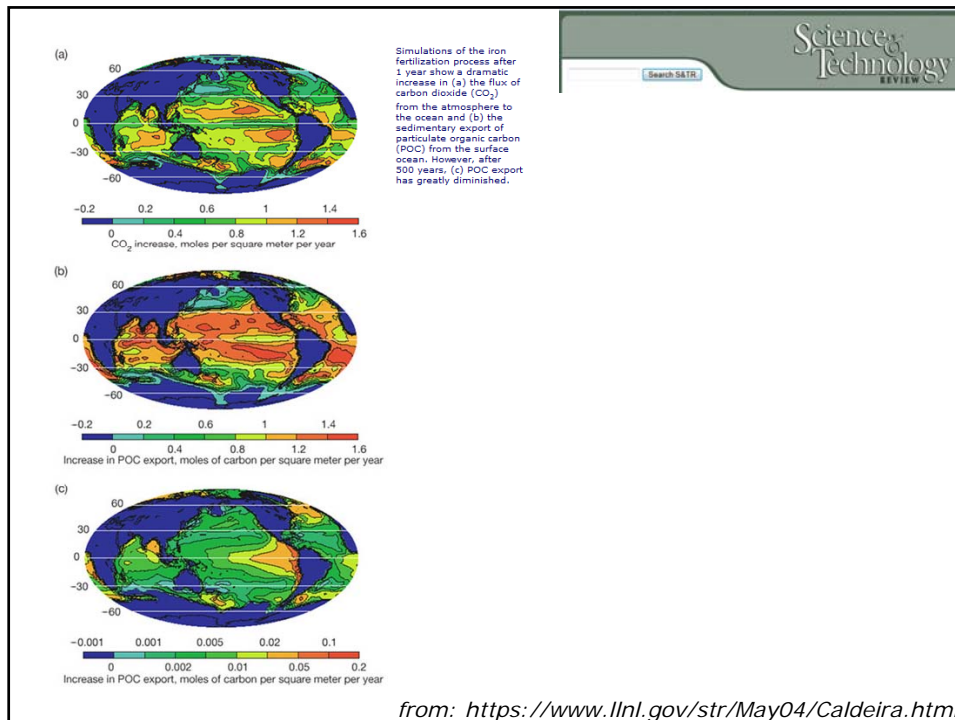 (a)
60
30
0
−30
−60
−0.2 0.2 0.6 1 1.4
0 0.4 0.8 1.2 1.6
CO2 increase, moles per square meter per year
(b)
60
30
0
−30
−60
−0.2 0.2 0.6 1 1.4
0 0.4 0.8 1.2 1.6
Increase in POC export, moles of carbon per square meter per year
(c)
60
30
0
−30
−60
−0.001 0.001 0.005 0.02 0.1
0 0.002 0.01 0.05 0.2
Increase in POC export, moles of carbon per square meter per year
Simulations of the iron
fertilization process after
1 year show a dramatic
increase in (a) the flux of
carbon dioxide (CO2)
from the atmosphere to
the ocean and (b) the
sedimentary export of
particulate organic carbon
(POC) from the surface
ocean. However, after
500 years, (c) POC export
has greatly diminished.
Science &
Technology
REVIEW
Search S&TR
from: https://www.llnl.gov/str/May04/Caldeira.html